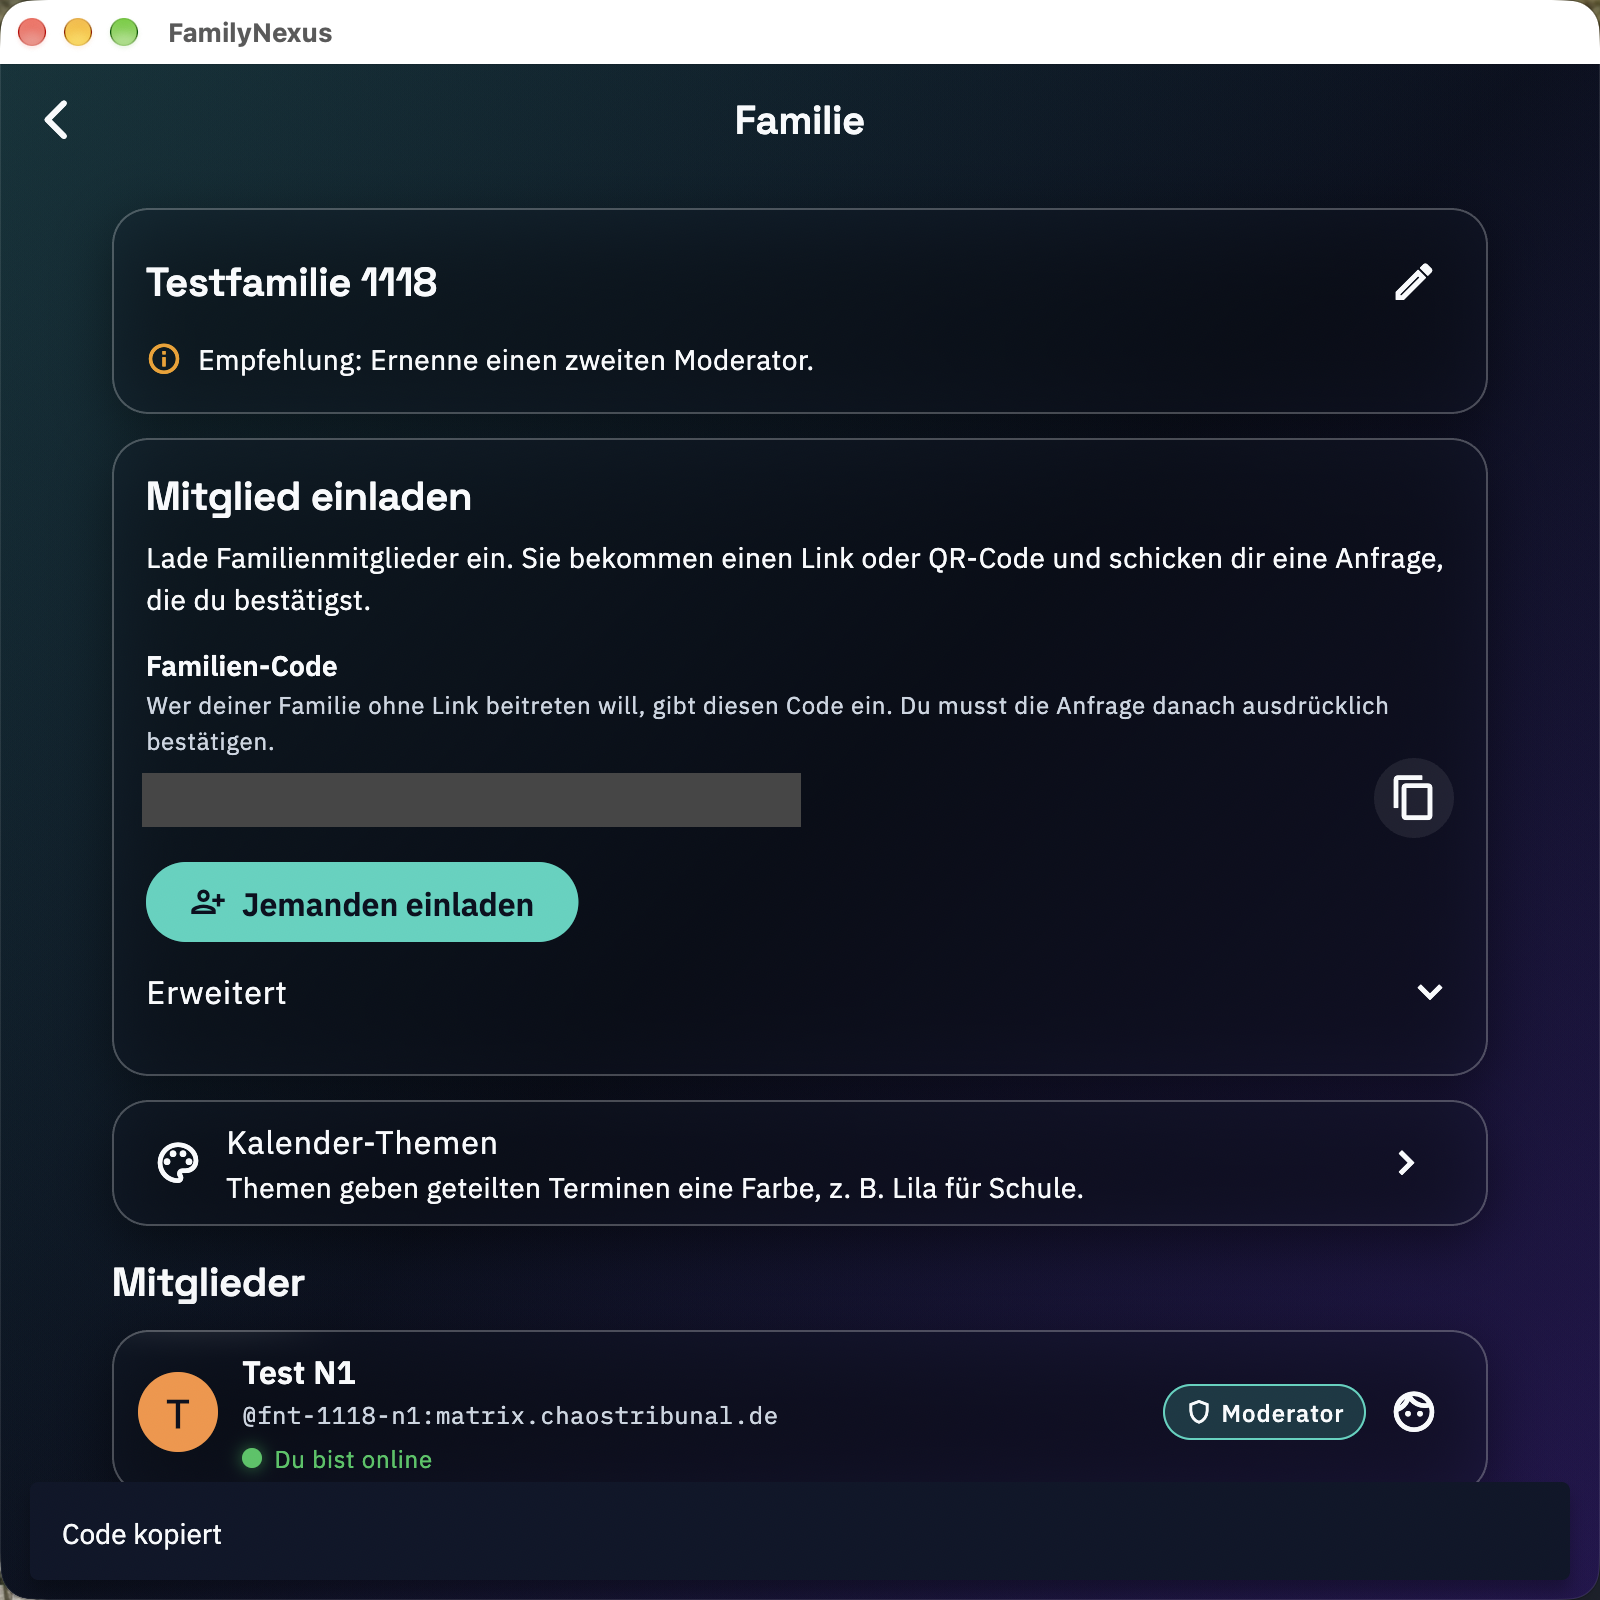 FamilyNexus
Familie
Testfamilie 1118
Empfehlung: Ernenne einen zweiten Moderator.
Mitglied einladen
Lade Familienmitglieder ein. Sie bekommen einen Link oder QR-Code und schicken dir eine Anfrage,
die du bestätigst.
Familien-Code
Wer deiner Familie ohne Link beitreten will, gibt diesen Code ein. Du musst die Anfrage danach ausdrücklich
bestätigen.
Jemanden einladen
Erweitert
Kalender-Themen
Themen geben geteilten Terminen eine Farbe, z. B. Lila für Schule.
Mitglieder
T
Test N1
@fnt-1118-n1:matrix.chaostribunal.de
Moderator
Du bist online
Code kopiert